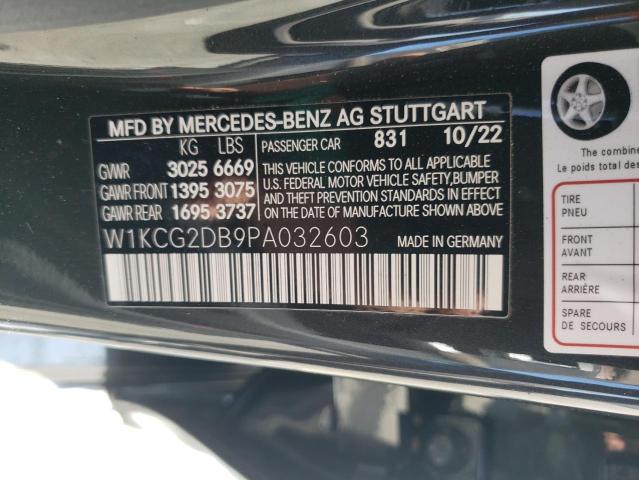 MFD BY MERCEDES-BENZ AG STUTTGART
KG LBS
GVWR 3025 6669
GAWR FRONT 1395 3075
GAWR REAR 1695 3737
PASSENGER CAR 831 10/22
THIS VEHICLE CONFORMS TO ALL APPLICABLE
U.S. FEDERAL MOTOR VEHICLE SAFETY,BUMPER
AND THEFT PREVENTION STANDARDS IN EFFECT
ON THE DATE OF MANUFACTURE SHOWN ABOVE.
W1KCG2DB9PA032603 MADE IN GERMANY
The combine
Le poids total des
TIRE
PNEU
FRONT
AVANT
REAR
ARRIÈRE
SPARE
DE SECOURS